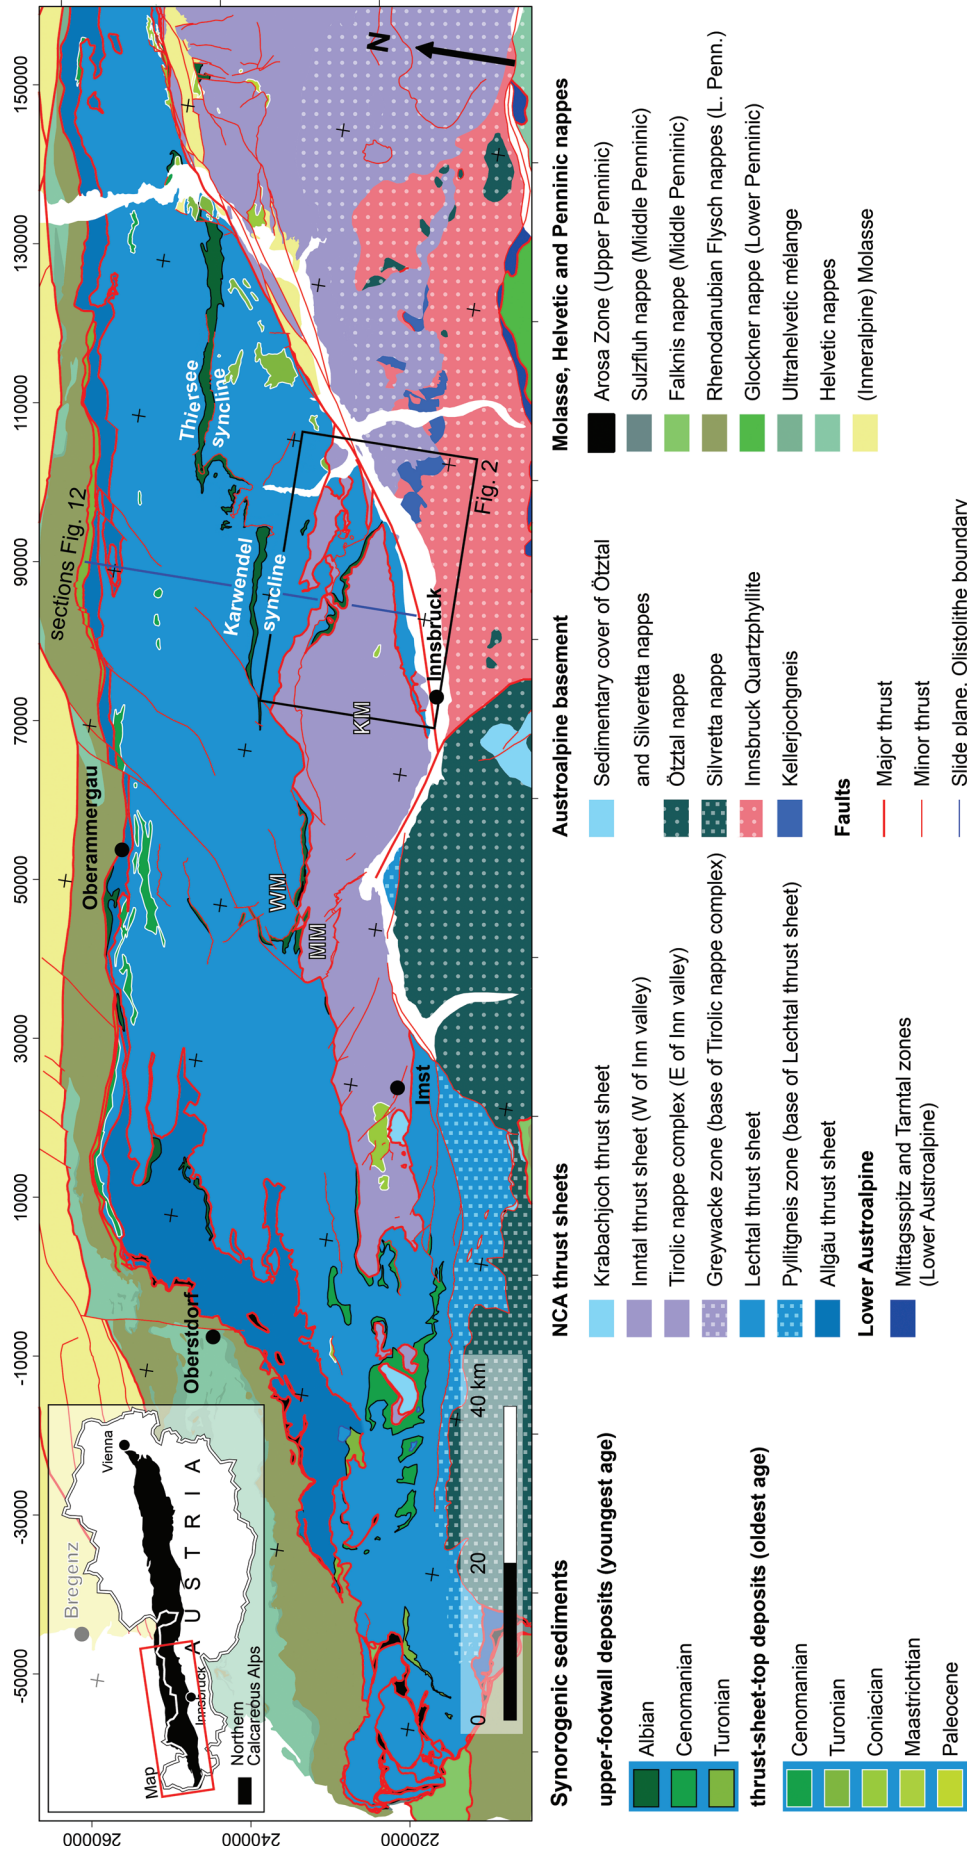 -50000
-30000
-10000
10000
30000
50000
70000
90000
110000
130000
150000
260000
240000
220000
Map
Bregenz
Vienna
AUSTRIA
Innsbruck
Northern
Calcareous Alps
Oberstdorf
Oberammergau
sections Fig. 12
Karwendel
syncline
Thiersee
syncline
WM
MM
KM
Imst
Innsbruck
Fig. 2
N
0
20
40 km
Synorogenic sediments
upper-footwall deposits (youngest age)
Albian
Cenomanian
Turonian
thrust-sheet-top deposits (oldest age)
Cenomanian
Turonian
Coniacian
Maastrichtian
Paleocene
NCA thrust sheets
Krabachjoch thrust sheet
Inntal thrust sheet (W of Inn valley)
Tirolic nappe complex (E of Inn valley)
Greywacke zone (base of Tirolic nappe complex)
Lechtal thrust sheet
Pyllitgneis zone (base of Lechtal thrust sheet)
Allgäu thrust sheet
Lower Austroalpine
Mittagsspitz and Tarntal zones
(Lower Austroalpine)
Austroalpine basement
Sedimentary cover of Ötztal
and Silvretta nappes
Ötztal nappe
Silvretta nappe
Innsbruck Quartzphyllite
Kellerjochgneis
Faults
Major thrust
Minor thrust
Slide plane, Olistolithe boundary
Molasse, Helvetic and Penninic nappes
Arosa Zone (Upper Penninic)
Sulzfluh nappe (Middle Penninic)
Falknis nappe (Middle Penninic)
Rhenodanubian Flysch nappes (L. Penn.)
Glockner nappe (Lower Penninic)
Ultrahelvetic mélange
Helvetic nappes
(Inneralpine) Molasse